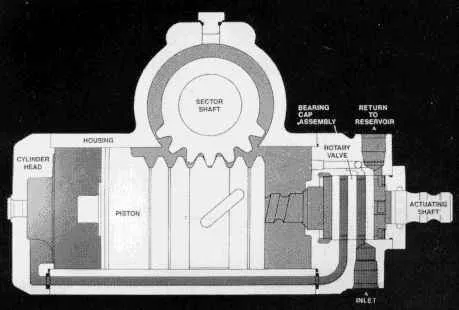 SECTOR
SHAFT
BEARING
CAP
ASSEMBLY
RETURN
TO
RESERVOIR
HOUSING
ROTARY
VALVE
CYLINDER
HEAD
PISTON
ACTUATING
SHAFT
INLET